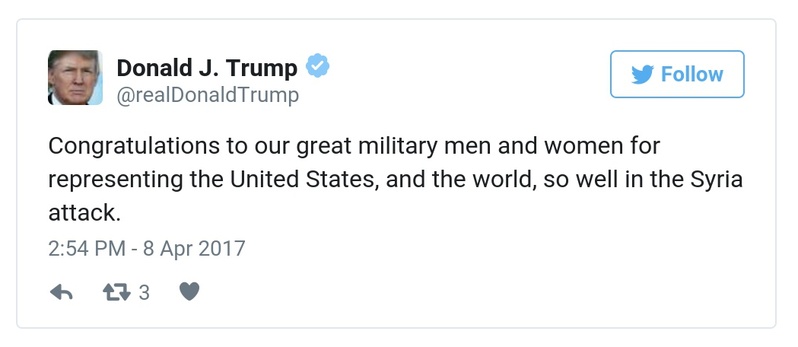 Donald J. Trump
@realDonaldTrump
Follow
Congratulations to our great military men and women for
representing the United States, and the world, so well in the Syria
attack.
2:54 PM - 8 Apr 2017
3